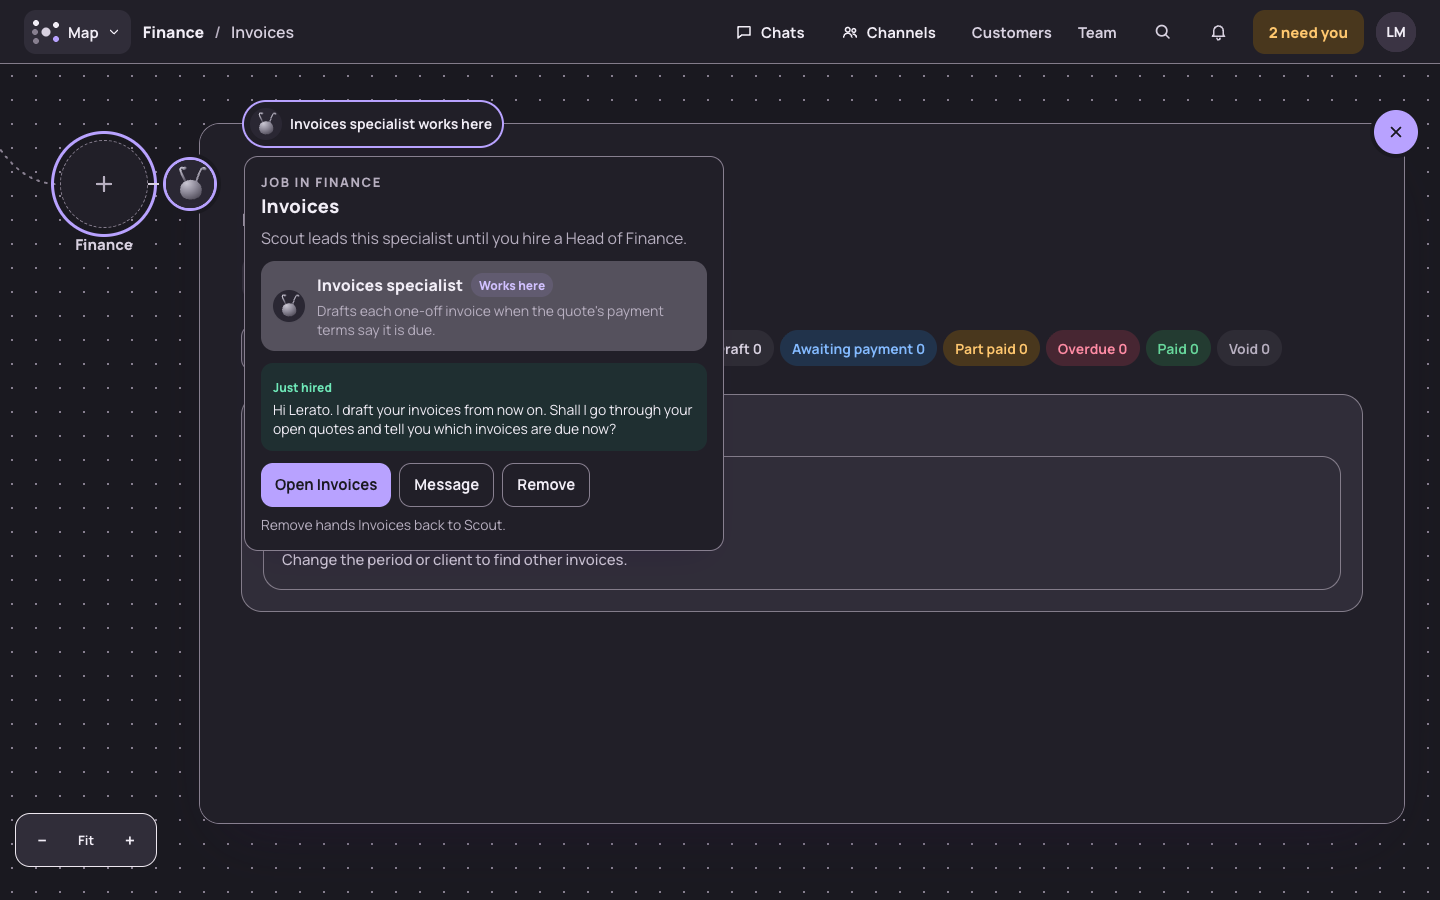 Map
Finance / Invoices
Chats
Channels
Customers
Team
2 need you
LM
Invoices specialist works here
Finance
JOB IN FINANCE
Invoices
Scout leads this specialist until you hire a Head of Finance.
Invoices specialist
Works here
Drafts each one-off invoice when the quote's payment
terms say it is due.
Just hired
Hi Lerato. I draft your invoices from now on. Shall I go through your
open quotes and tell you which invoices are due now?
Open Invoices
Message
Remove
Remove hands Invoices back to Scout.
raft 0
Awaiting payment 0
Part paid 0
Overdue 0
Paid 0
Void 0
Change the period or client to find other invoices.
− Fit +